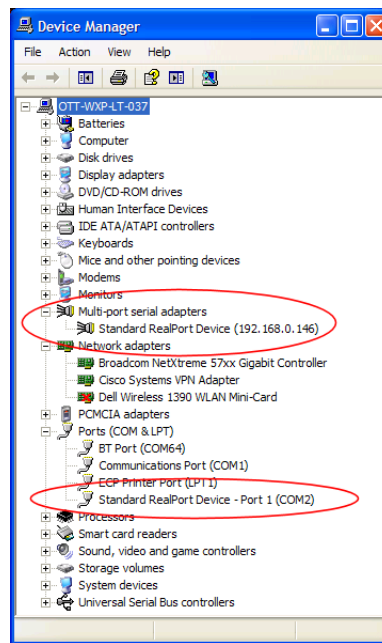 Device Manager
File Action View Help
OTT-WXP-LT-037
Batteries
Computer
Disk drives
Display adapters
DVD/CD-ROM drives
Human Interface Devices
IDE ATA/ATAPI controllers
Keyboards
Mice and other pointing devices
Modems
Monitors
Multi-port serial adapters
Standard RealPort Device (192.168.0.146)
Network adapters
Broadcom NetXtreme 57xx Gigabit Controller
Cisco Systems VPN Adapter
Dell Wireless 1390 WLAN Mini-Card
PCMCIA adapters
Ports (COM & LPT)
BT Port (COM64)
Communications Port (COM1)
ECP Printer Port (LPT1)
Standard RealPort Device - Port 1 (COM2)
Processors
Smart card readers
Sound, video and game controllers
Storage volumes
System devices
Universal Serial Bus controllers